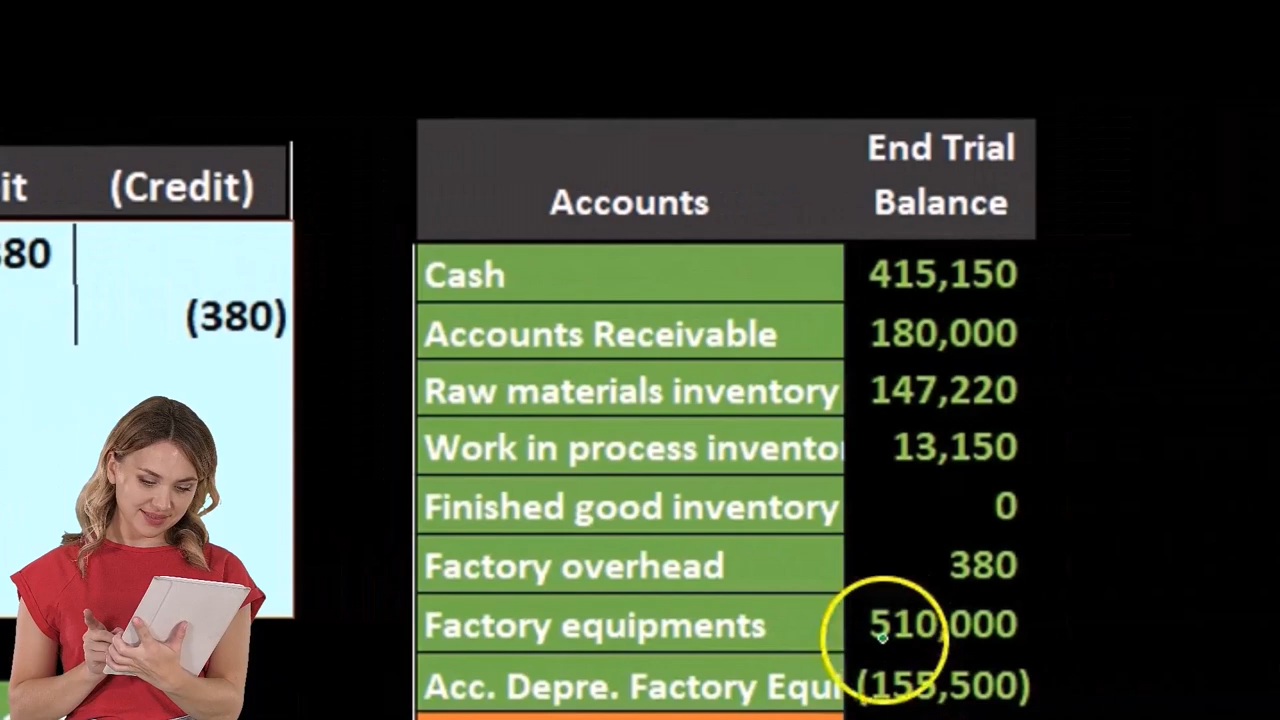 it (Credit)
380
(380)
End Trial
Accounts Balance
Cash 415,150
Accounts Receivable 180,000
Raw materials inventory 147,220
Work in process invento 13,150
Finished good inventory 0
Factory overhead 380
Factory equipments 510,000
Acc. Depre. Factory Equi (155,500)